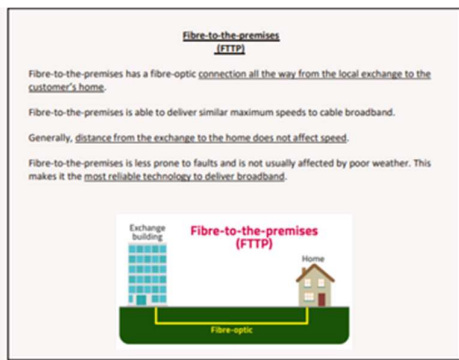 Fibre-to-the-premises
(FTTP)
Fibre-to-the-premises has a fibre-optic connection all the way from the local exchange to the
customer's home.
Fibre-to-the-premises is able to deliver similar maximum speeds to cable broadband.
Generally, distance from the exchange to the home does not affect speed.
Fibre-to-the-premises is less prone to faults and is not usually affected by poor weather. This
makes it the most reliable technology to deliver broadband.
Exchange
building
Fibre-to-the-premises
(FTTP)
Home
Fibre-optic